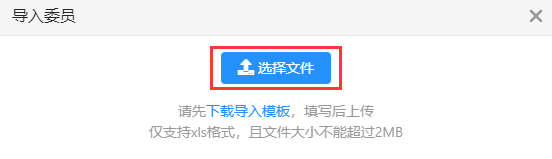 导入委员
选择文件
请先下载导入模板，填写后上传
仅支持xls格式，且文件大小不能超过2MB